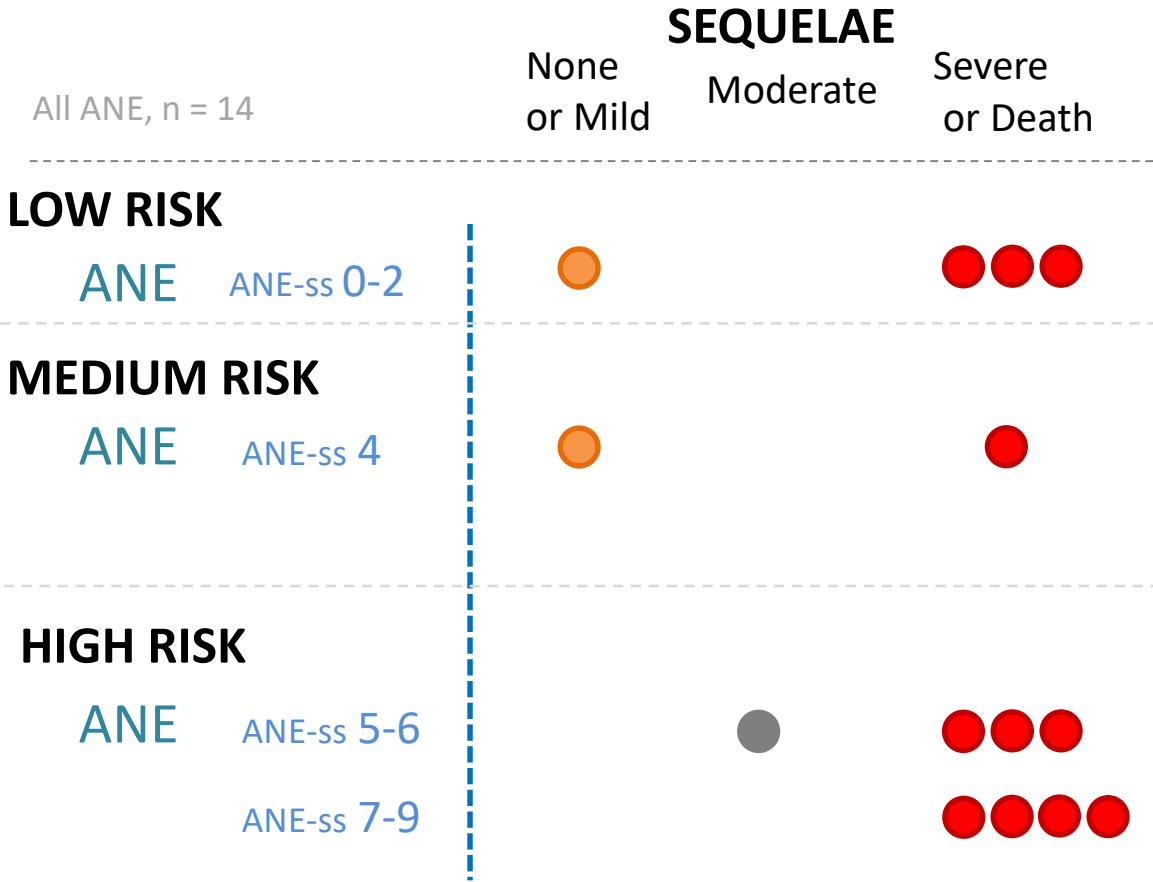 SEQUELAE
None
or Mild
Moderate
Severe
or Death
All ANE, n = 14
LOW RISK
ANE ANE-ss 0-2
MEDIUM RISK
ANE ANE-ss 4
HIGH RISK
ANE ANE-ss 5-6
ANE-ss 7-9